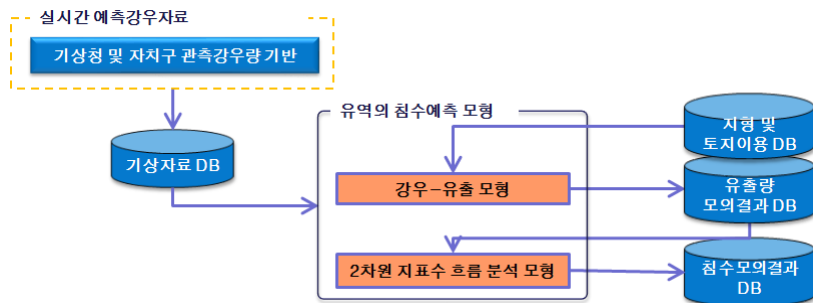 실시간 예측강우자료
기상청 및 자치구 관측강우량 기반
기상자료 DB
유역의 침수예측 모형
강우-유출 모형
2차원 지표수 흐름 분석 모형
지형 및
토지이용 DB
유출량
모의결과 DB
침수모의결과
DB